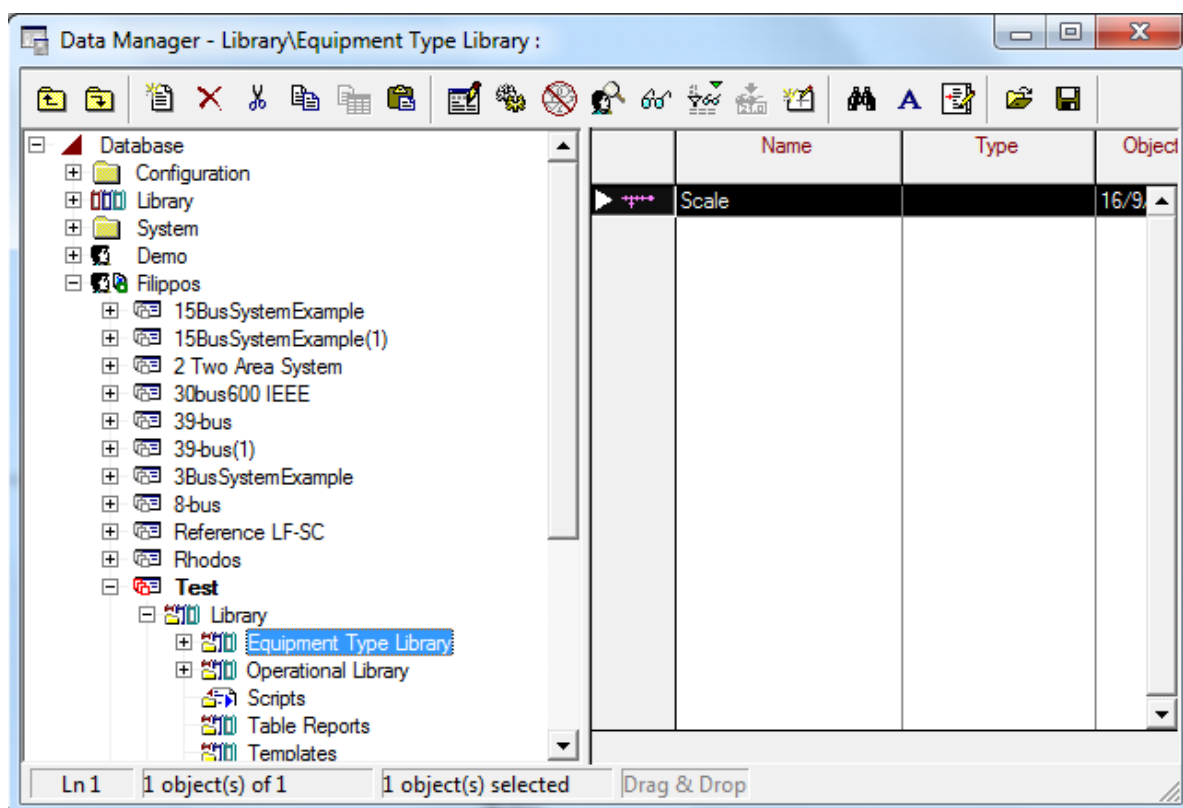 Data Manager - Library\Equipment Type Library :
Name Type Object
Scale 16/9/
Database
Configuration
Library
System
Demo
Filippos
15BusSystemExample
15BusSystemExample(1)
2 Two Area System
30bus600 IEEE
39-bus
39-bus(1)
3BusSystemExample
8-bus
Reference LF-SC
Rhodos
Test
Library
Equipment Type Library
Operational Library
Scripts
Table Reports
Templates
Ln 1 1 object(s) of 1 1 object(s) selected Drag & Drop